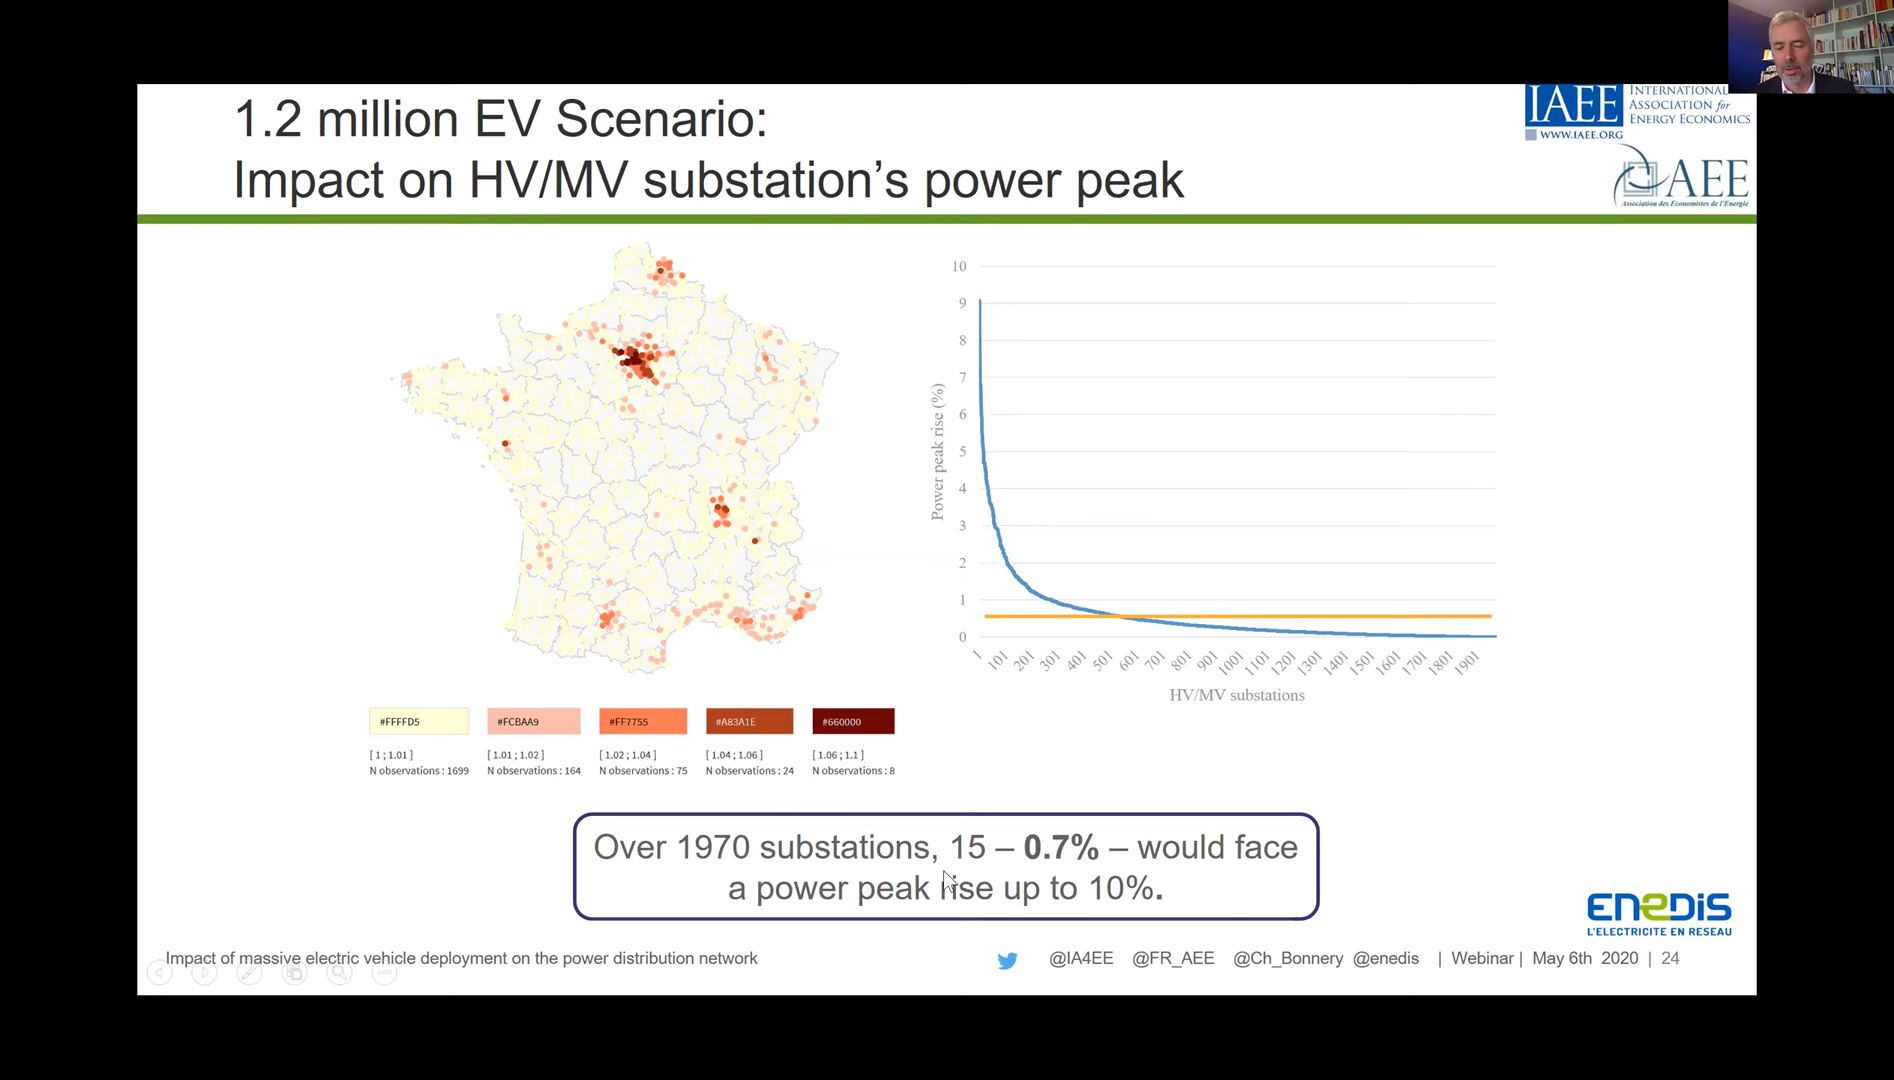 1.2 million EV Scenario:
Impact on HV/MV substation’s power peak
IAEE
INTERNATIONAL
ASSOCIATION for
ENERGY ECONOMICS
WWW.IAEE.ORG
AEE
Association des Economistes de l'Energie
#FFFFD5
#FCBAA9
#FF7755
#A83A1E
#660000
[ 1 ; 1.01 ]
[ 1.01 ; 1.02 ]
[ 1.02 ; 1.04 ]
[ 1.04 ; 1.06 ]
[ 1.06 ; 1.1 ]
N observations : 1699
N observations : 164
N observations : 75
N observations : 24
N observations : 8
Power peak rise (%)
10
9
8
7
6
5
4
3
2
1
0
1
101
201
301
401
501
601
701
801
901
1001
1101
1201
1301
1401
1501
1601
1701
1801
1901
HV/MV substations
Over 1970 substations, 15 – 0.7% – would face
a power peak rise up to 10%.
ENEDIS
L'ELECTRICITE EN RESEAU
Impact of massive electric vehicle deployment on the power distribution network
@IA4EE @FR_AEE @Ch_Bonnery @enedis | Webinar | May 6th 2020 | 24